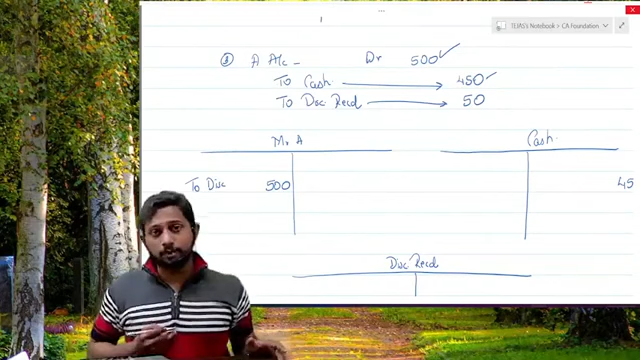 TEJAS's Notebook > CA Foundation
① A A/c - Dr 500
To Cash → 450
To Disc Recd → 50
Mr A
Cash
To Disc 500
45
Disc Recd